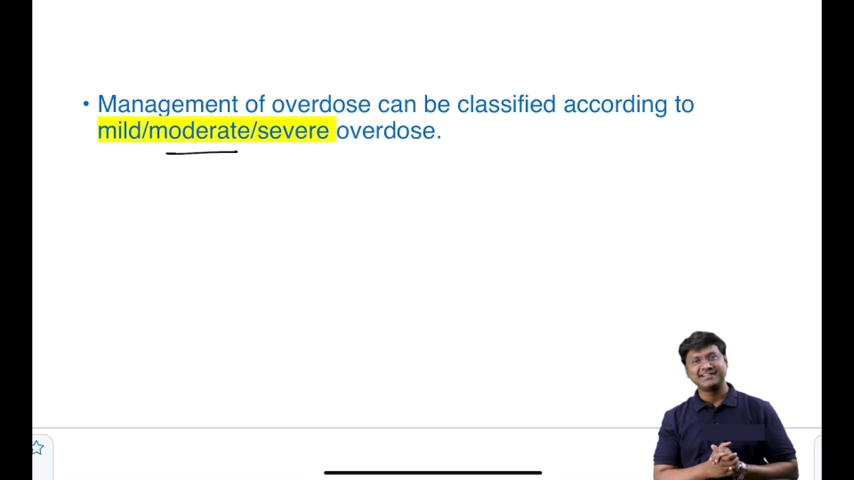 • Management of overdose can be classified according to
mild/moderate/severe overdose.